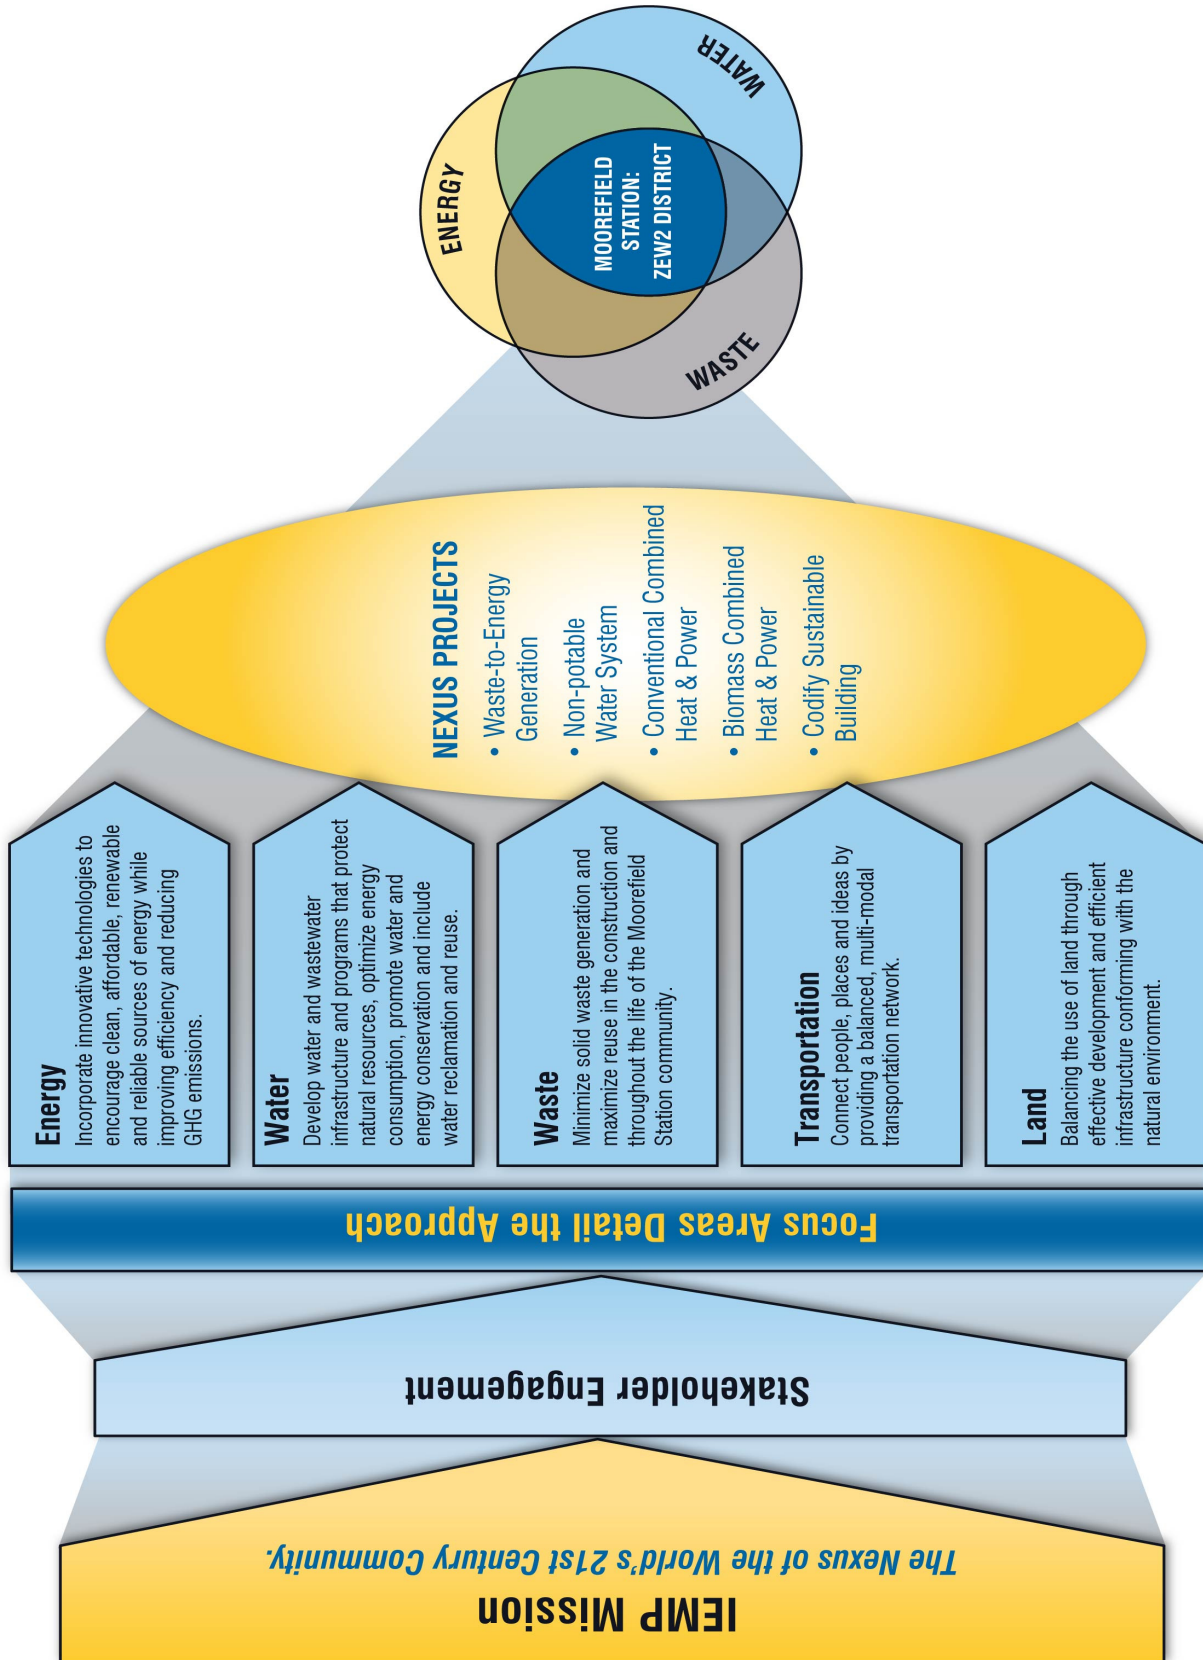 IEMP Mission
The Nexus of the World's 21st Century Community.
Stakeholder Engagement
Focus Areas Detail the Approach
Energy
Incorporate innovative technologies to
encourage clean, affordable, renewable
and reliable sources of energy while
improving efficiency and reducing
GHG emissions.
Water
Develop water and wastewater
infrastructure and programs that protect
natural resources, optimize energy
consumption, promote water and
energy conservation and include
water reclamation and reuse.
Waste
Minimize solid waste generation and
maximize reuse in the construction and
throughout the life of the Moorefield
Station community.
Transportation
Connect people, places and ideas by
providing a balanced, multi-modal
transportation network.
Land
Balancing the use of land through
effective development and efficient
infrastructure conforming with the
natural environment.
NEXUS PROJECTS
• Waste-to-Energy
Generation
• Non-potable
Water System
• Conventional Combined
Heat & Power
• Biomass Combined
Heat & Power
• Codify Sustainable
Building
ENERGY
WASTE
WATER
MOOREFIELD
STATION:
ZEW2 DISTRICT